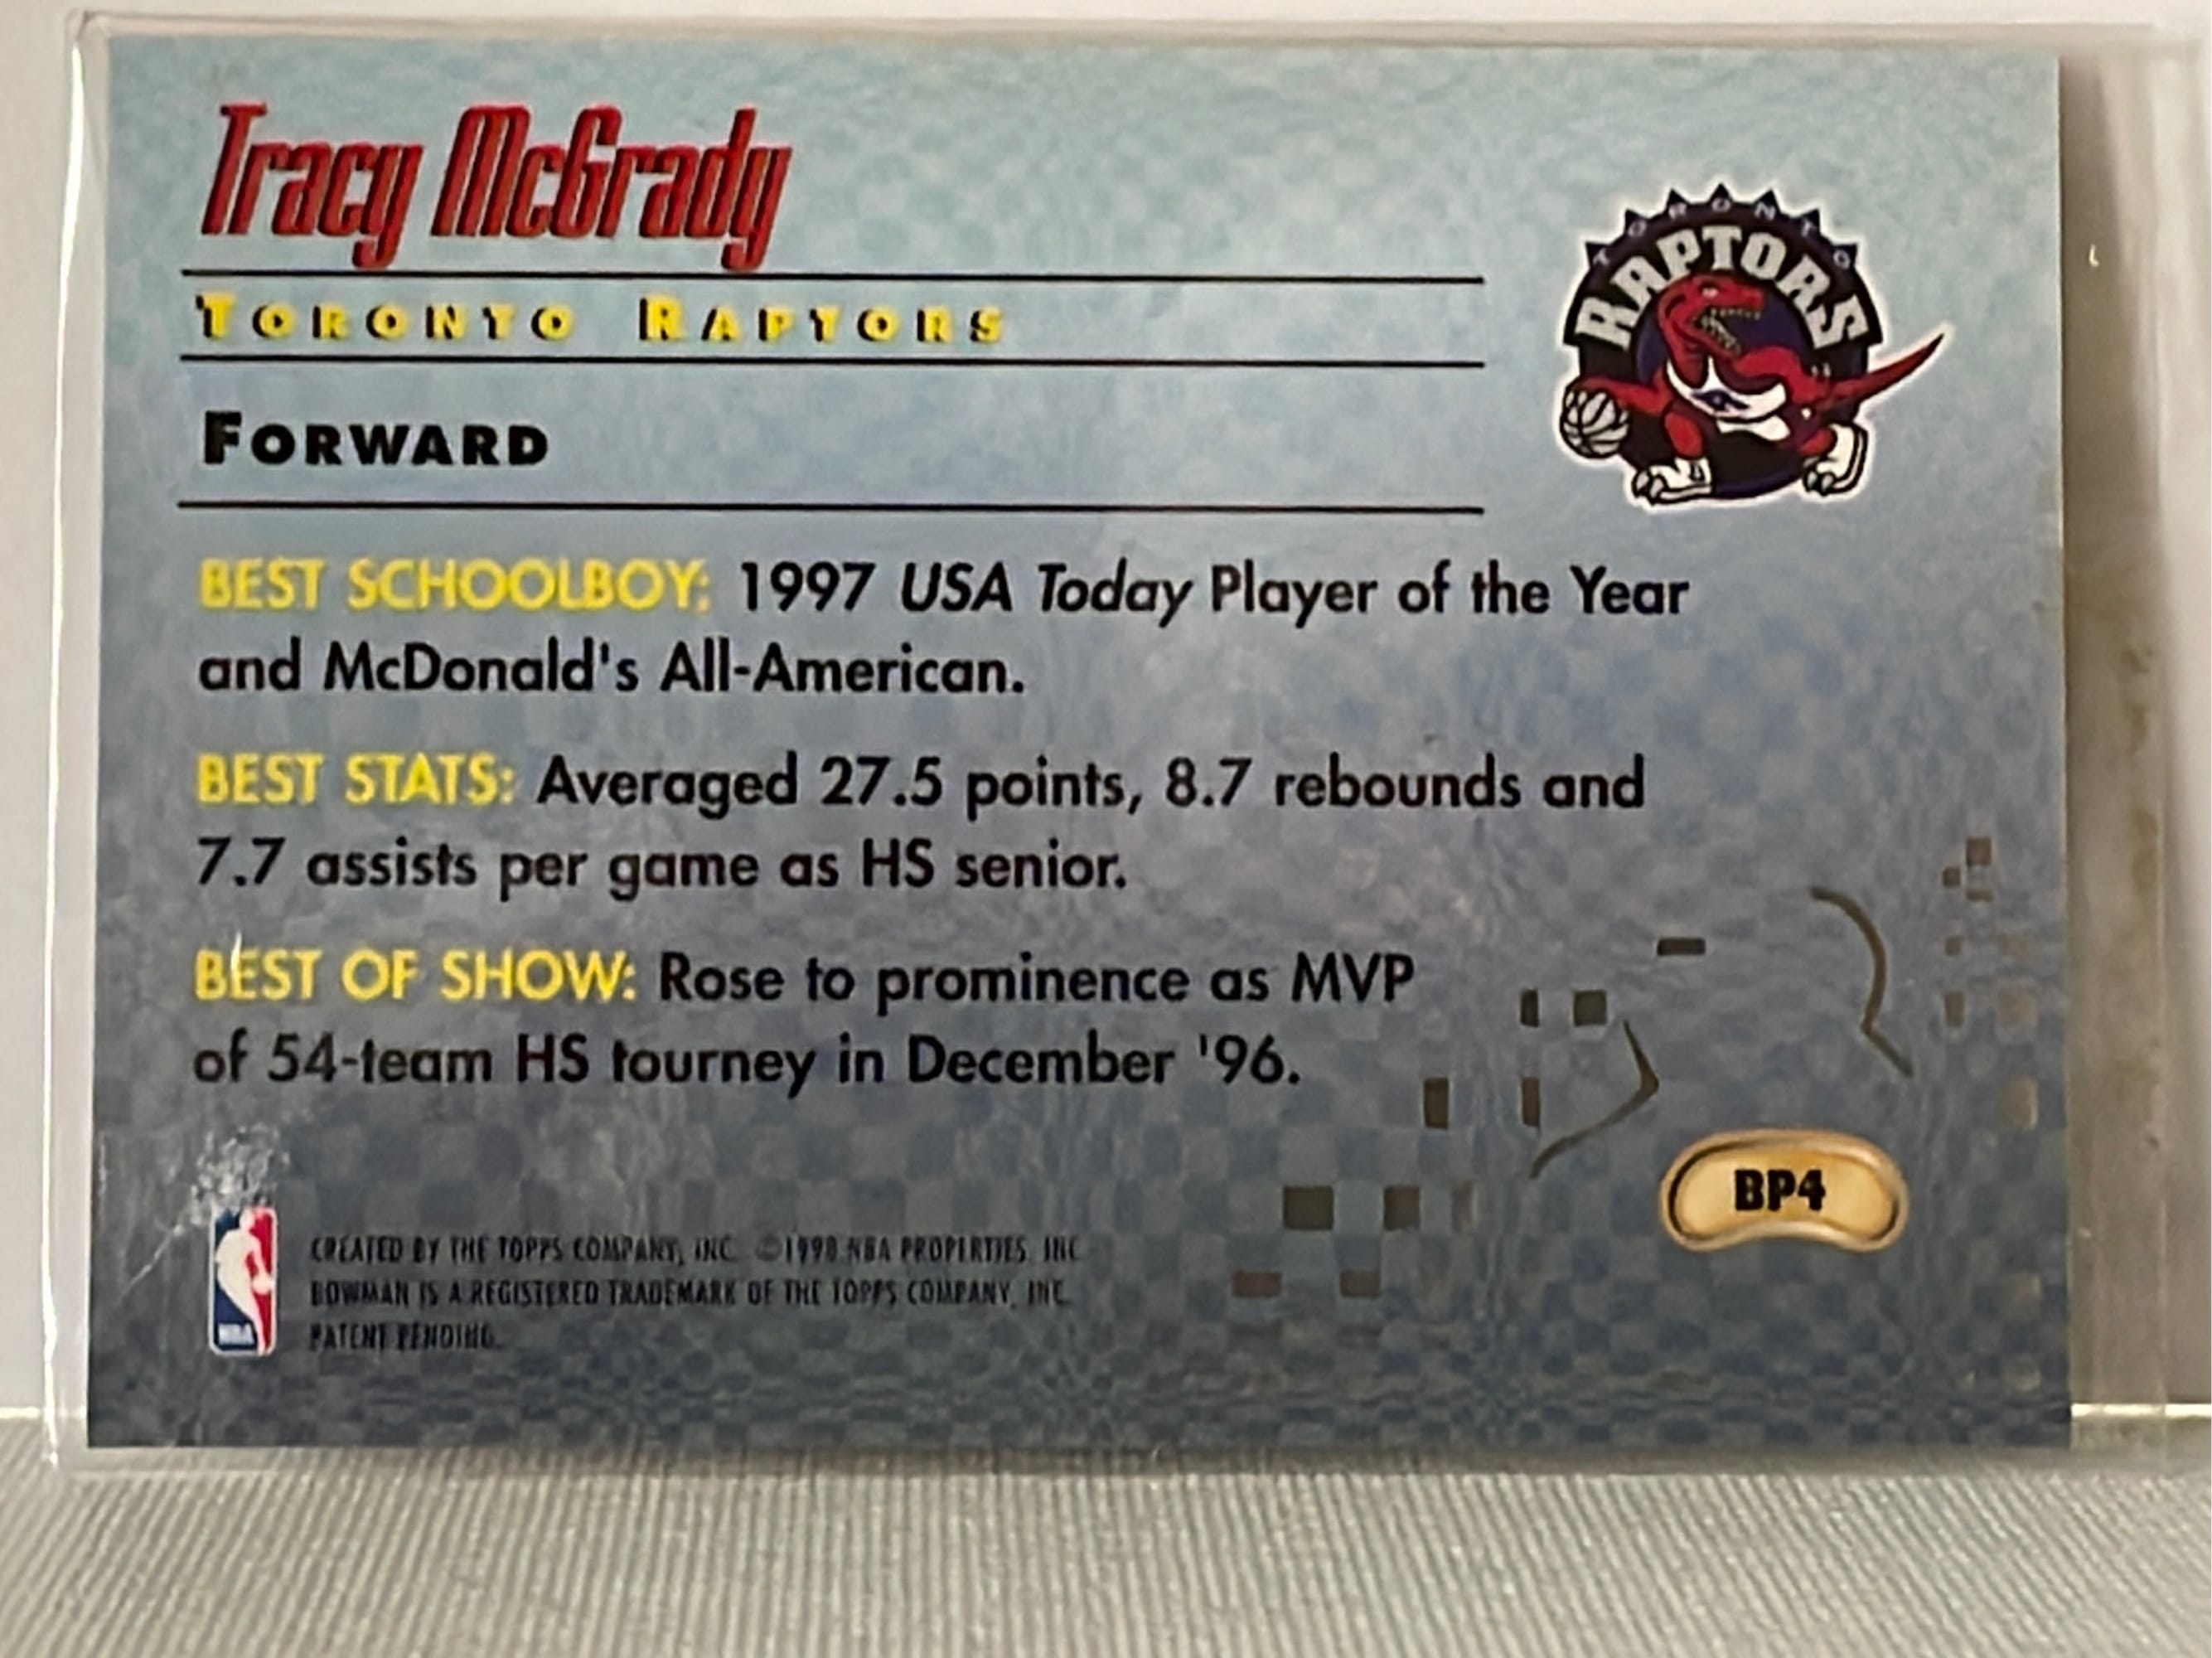 Tracy McGrady
TORONTO RAPTORS
TORONTO
RAPTORS
FORWARD
BEST SCHOOLBOY: 1997 USA Today Player of the Year
and McDonald's All-American.
BEST STATS: Averaged 27.5 points, 8.7 rebounds and
7.7 assists per game as HS senior.
BEST OF SHOW: Rose to prominence as MVP
of 54-team HS tourney in December '96.
BP4
NBA
CREATED BY THE TOPPS COMPANY, INC. ©1998 NBA PROPERTIES, INC.
BOWMAN IS A REGISTERED TRADEMARK OF THE TOPPS COMPANY, INC.
PATENT PENDING.